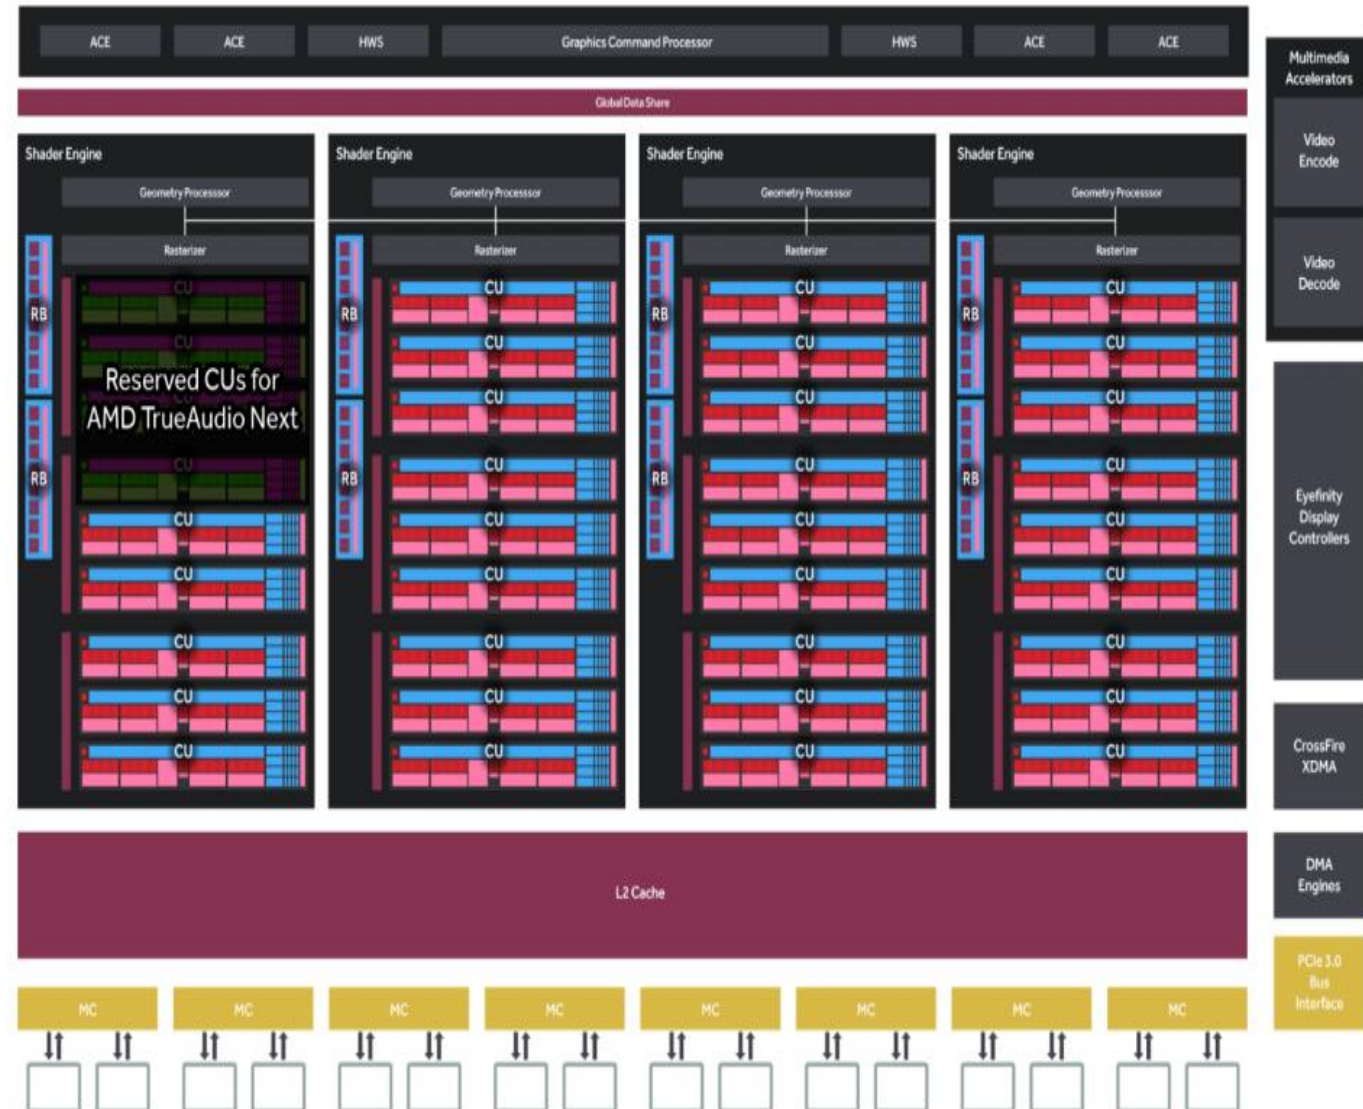 ACE
ACE
HWS
Graphics Command Processor
HWS
ACE
ACE
Global Data Share
Shader Engine
Geometry Processsor
Rasterizer
RB
RB
CU
CU
Reserved CUs for
AMD TrueAudio Next
CU
CU
CU
CU
CU
CU
Shader Engine
Geometry Processsor
Rasterizer
RB
RB
CU
CU
CU
CU
CU
CU
CU
CU
CU
Shader Engine
Geometry Processsor
Rasterizer
RB
RB
CU
CU
CU
CU
CU
CU
CU
CU
CU
Shader Engine
Geometry Processsor
Rasterizer
RB
RB
CU
CU
CU
CU
CU
CU
CU
CU
CU
L2 Cache
MC
MC
MC
MC
MC
MC
MC
MC
Multimedia
Accelerators
Video
Encode
Video
Decode
Eyefinity
Display
Controllers
CrossFire
XDMA
DMA
Engines
PCIe 3.0
Bus
Interface